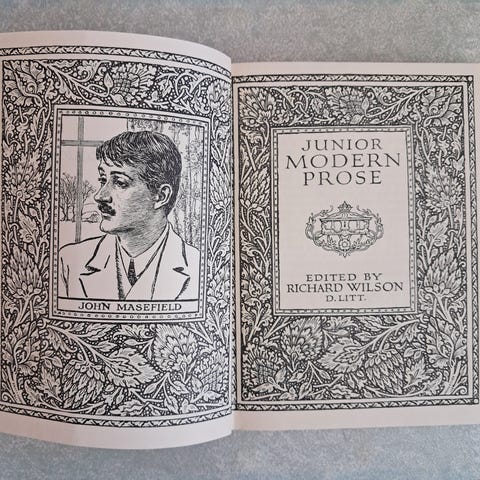 JOHN MASEFIELD
JUNIOR
MODERN
PROSE
EDITED BY
RICHARD WILSON
D. LITT.